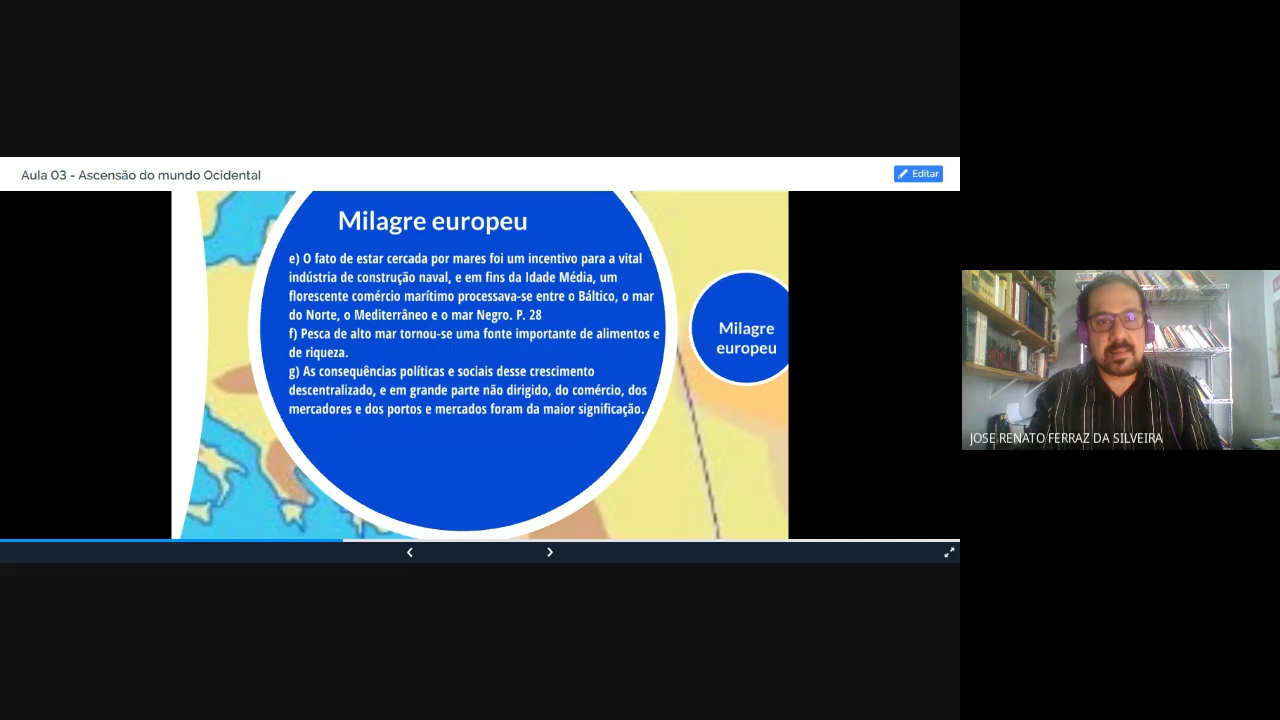 Aula 03 - Ascensão do mundo Ocidental
Editar
Milagre europeu
e) O fato de estar cercada por mares foi um incentivo para a vital
indústria de construção naval, e em fins da Idade Média, um
florescente comércio marítimo processava-se entre o Báltico, o mar
do Norte, o Mediterrâneo e o mar Negro. P. 28
f) Pesca de alto mar tornou-se uma fonte importante de alimentos e
de riqueza.
g) As consequências políticas e sociais desse crescimento
descentralizado, e em grande parte não dirigido, do comércio, dos
mercadores e dos portos e mercados foram da maior significação.
Milagre
europeu
JOSE RENATO FERRAZ DA SILVEIRA